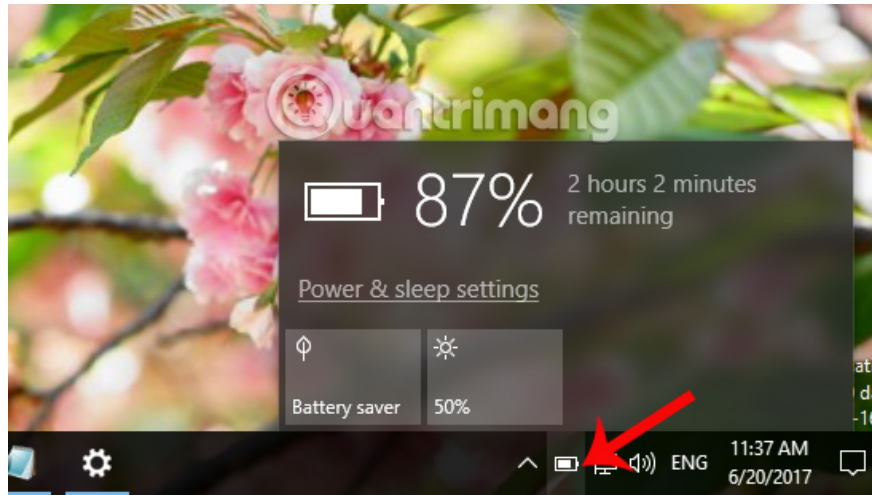 Quantrimang
87%
2 hours 2 minutes
remaining
Power & sleep settings
Battery saver
50%
ENG
11:37 AM
6/20/2017